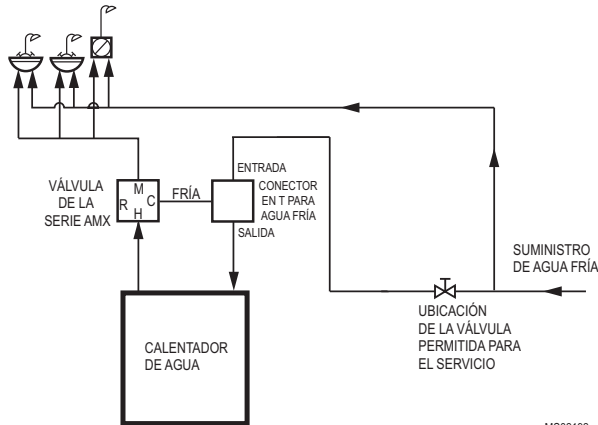 ENTRADA
VÁLVULA
DE LA
SERIE AMX
M
R
C
H
FRÍA
CONECTOR
EN T PARA
AGUA FRÍA
SALIDA
SUMINISTRO
DE AGUA FRÍA
UBICACIÓN
DE LA VÁLVULA
PERMITIDA PARA
EL SERVICIO
CALENTADOR
DE AGUA